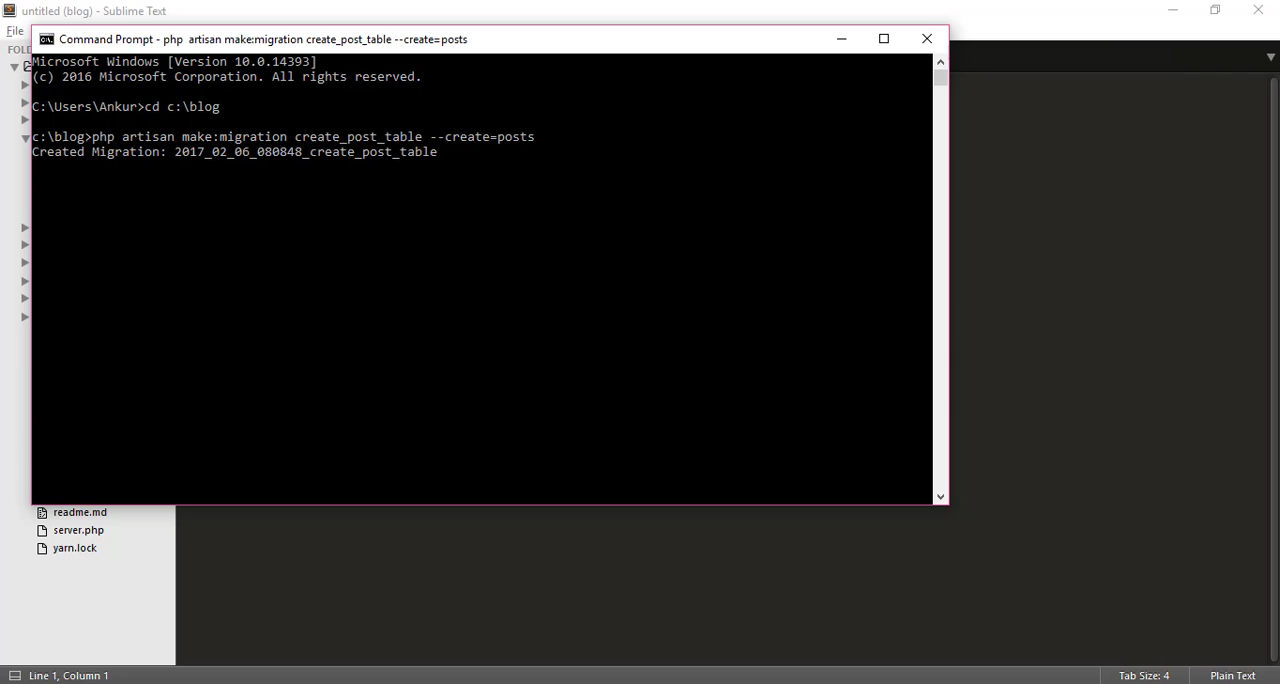 untitled (blog) - Sublime Text
File
Command Prompt - php  artisan make:migration create_post_table --create=posts
FOL
Microsoft Windows [Version 10.0.14393]
(c) 2016 Microsoft Corporation. All rights reserved.
C:\Users\Ankur>cd c:\blog
c:\blog>php artisan make:migration create_post_table --create=posts
Created Migration: 2017_02_06_080848_create_post_table
readme.md
server.php
yarn.lock
Line 1, Column 1
Tab Size: 4
Plain Text